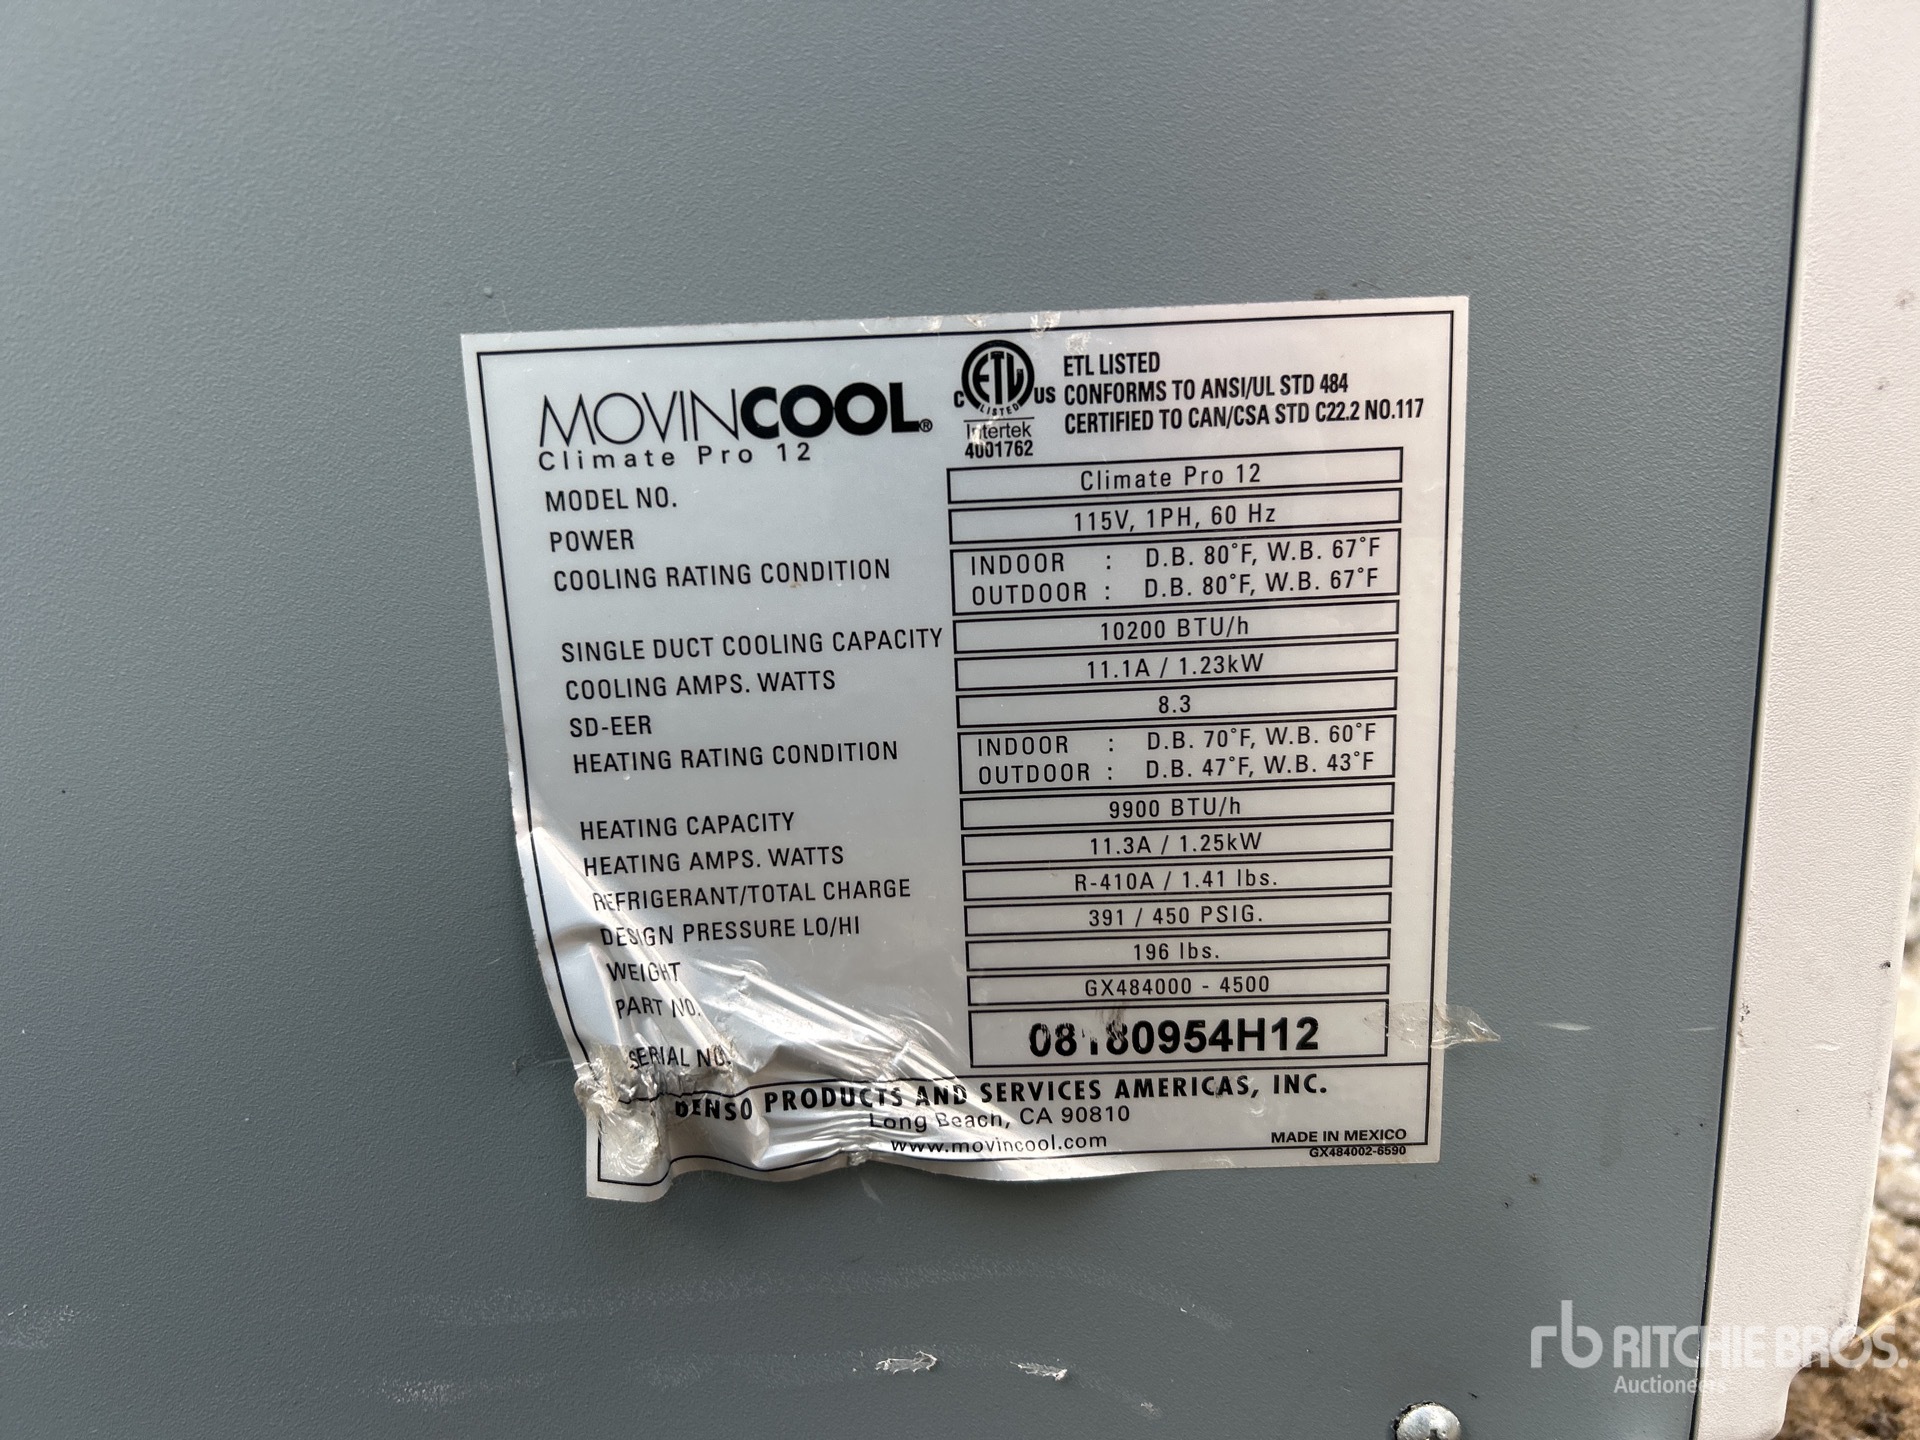 MOVINCOOL®
Climate Pro 12
C ETL LISTED US
Intertek
4001762
ETL LISTED
CONFORMS TO ANSI/UL STD 484
CERTIFIED TO CAN/CSA STD C22.2 NO.117
MODEL NO. Climate Pro 12
POWER 115V, 1PH, 60 Hz
COOLING RATING CONDITION INDOOR : D.B. 80°F, W.B. 67°F
OUTDOOR : D.B. 80°F, W.B. 67°F
SINGLE DUCT COOLING CAPACITY 10200 BTU/h
COOLING AMPS. WATTS 11.1A / 1.23kW
SD-EER 8.3
HEATING RATING CONDITION INDOOR : D.B. 70°F, W.B. 60°F
OUTDOOR : D.B. 47°F, W.B. 43°F
HEATING CAPACITY 9900 BTU/h
HEATING AMPS. WATTS 11.3A / 1.25kW
REFRIGERANT/TOTAL CHARGE R-410A / 1.41 lbs.
DESIGN PRESSURE LO/HI 391 / 450 PSIG.
WEIGHT 196 lbs.
PART NO. GX484000 - 4500
SERIAL NO. 08180954H12
DENSO PRODUCTS AND SERVICES AMERICAS, INC.
Long Beach, CA 90810
www.movincool.com
MADE IN MEXICO
GX484002-6590
rb RITCHIE BROS.
Auctioneers